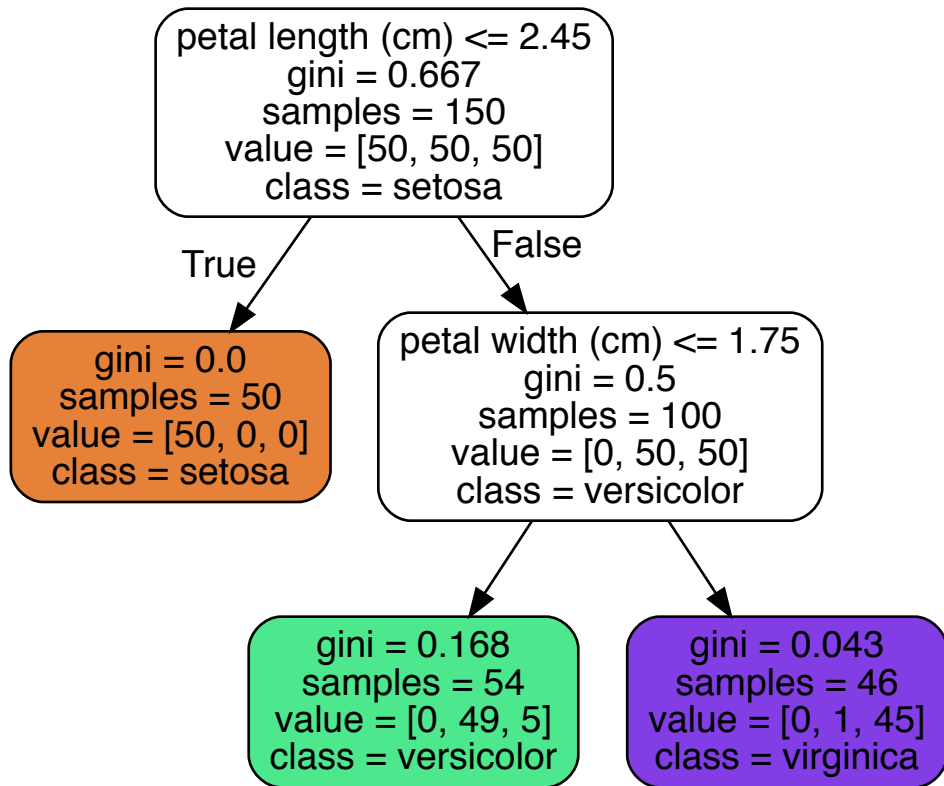 petal length (cm) <= 2.45
gini = 0.667
samples = 150
value = [50, 50, 50]
class = setosa
True
False
gini = 0.0
samples = 50
value = [50, 0, 0]
class = setosa
petal width (cm) <= 1.75
gini = 0.5
samples = 100
value = [0, 50, 50]
class = versicolor
gini = 0.168
samples = 54
value = [0, 49, 5]
class = versicolor
gini = 0.043
samples = 46
value = [0, 1, 45]
class = virginica